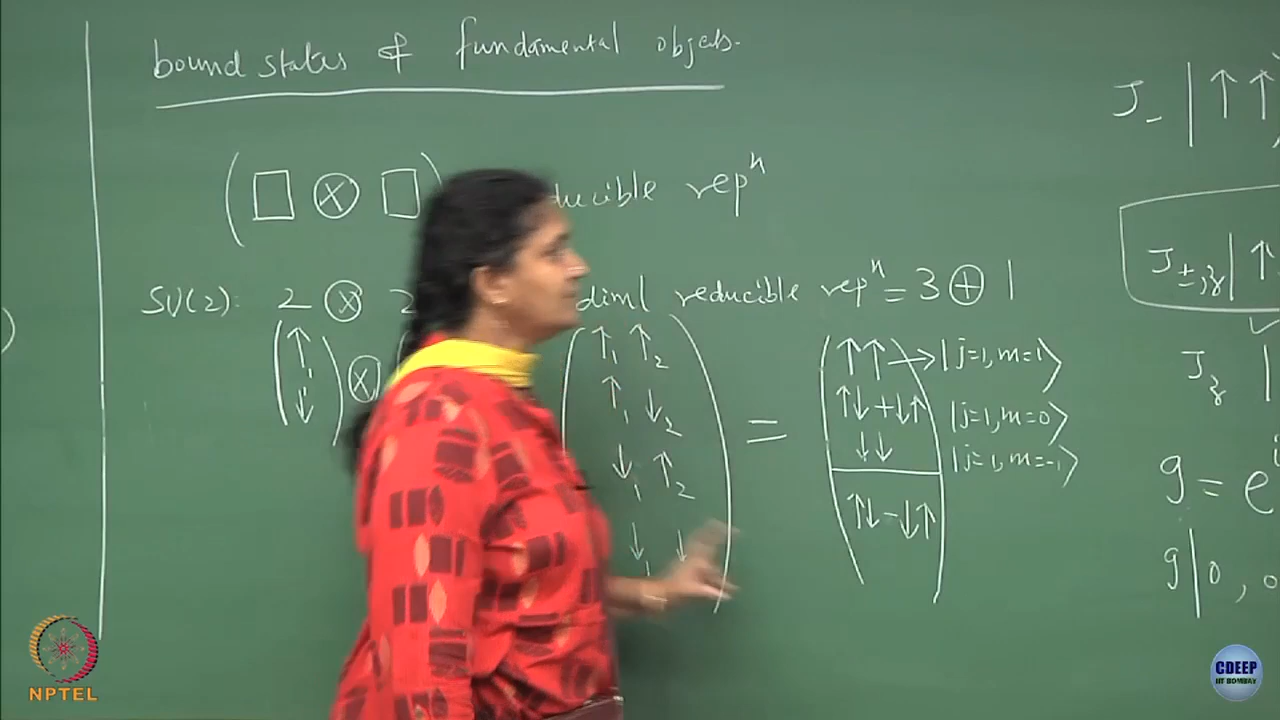 bound states of fundamental objects.
(□ ⊗ □) ducible repⁿ
SU(2): 2 ⊗ 2 diml reducible repⁿ = 3 ⊕ 1
(↑₁ ↓) ⊗
↑₁ ↑₂
↑₁ ↓₂
↓₁ ↑₂
↓₁ ↓
=
↑↑ → |j=1, m=1⟩
↑↓+↓↑ |j=1, m=0⟩
↓↓ |j=1, m=-1⟩
↑↓-↓↑
J₋ | ↑↑
J±,z | ↑
Jz |
g = e^i
g | 0,
NPTEL
CDEEP
IIT BOMBAY